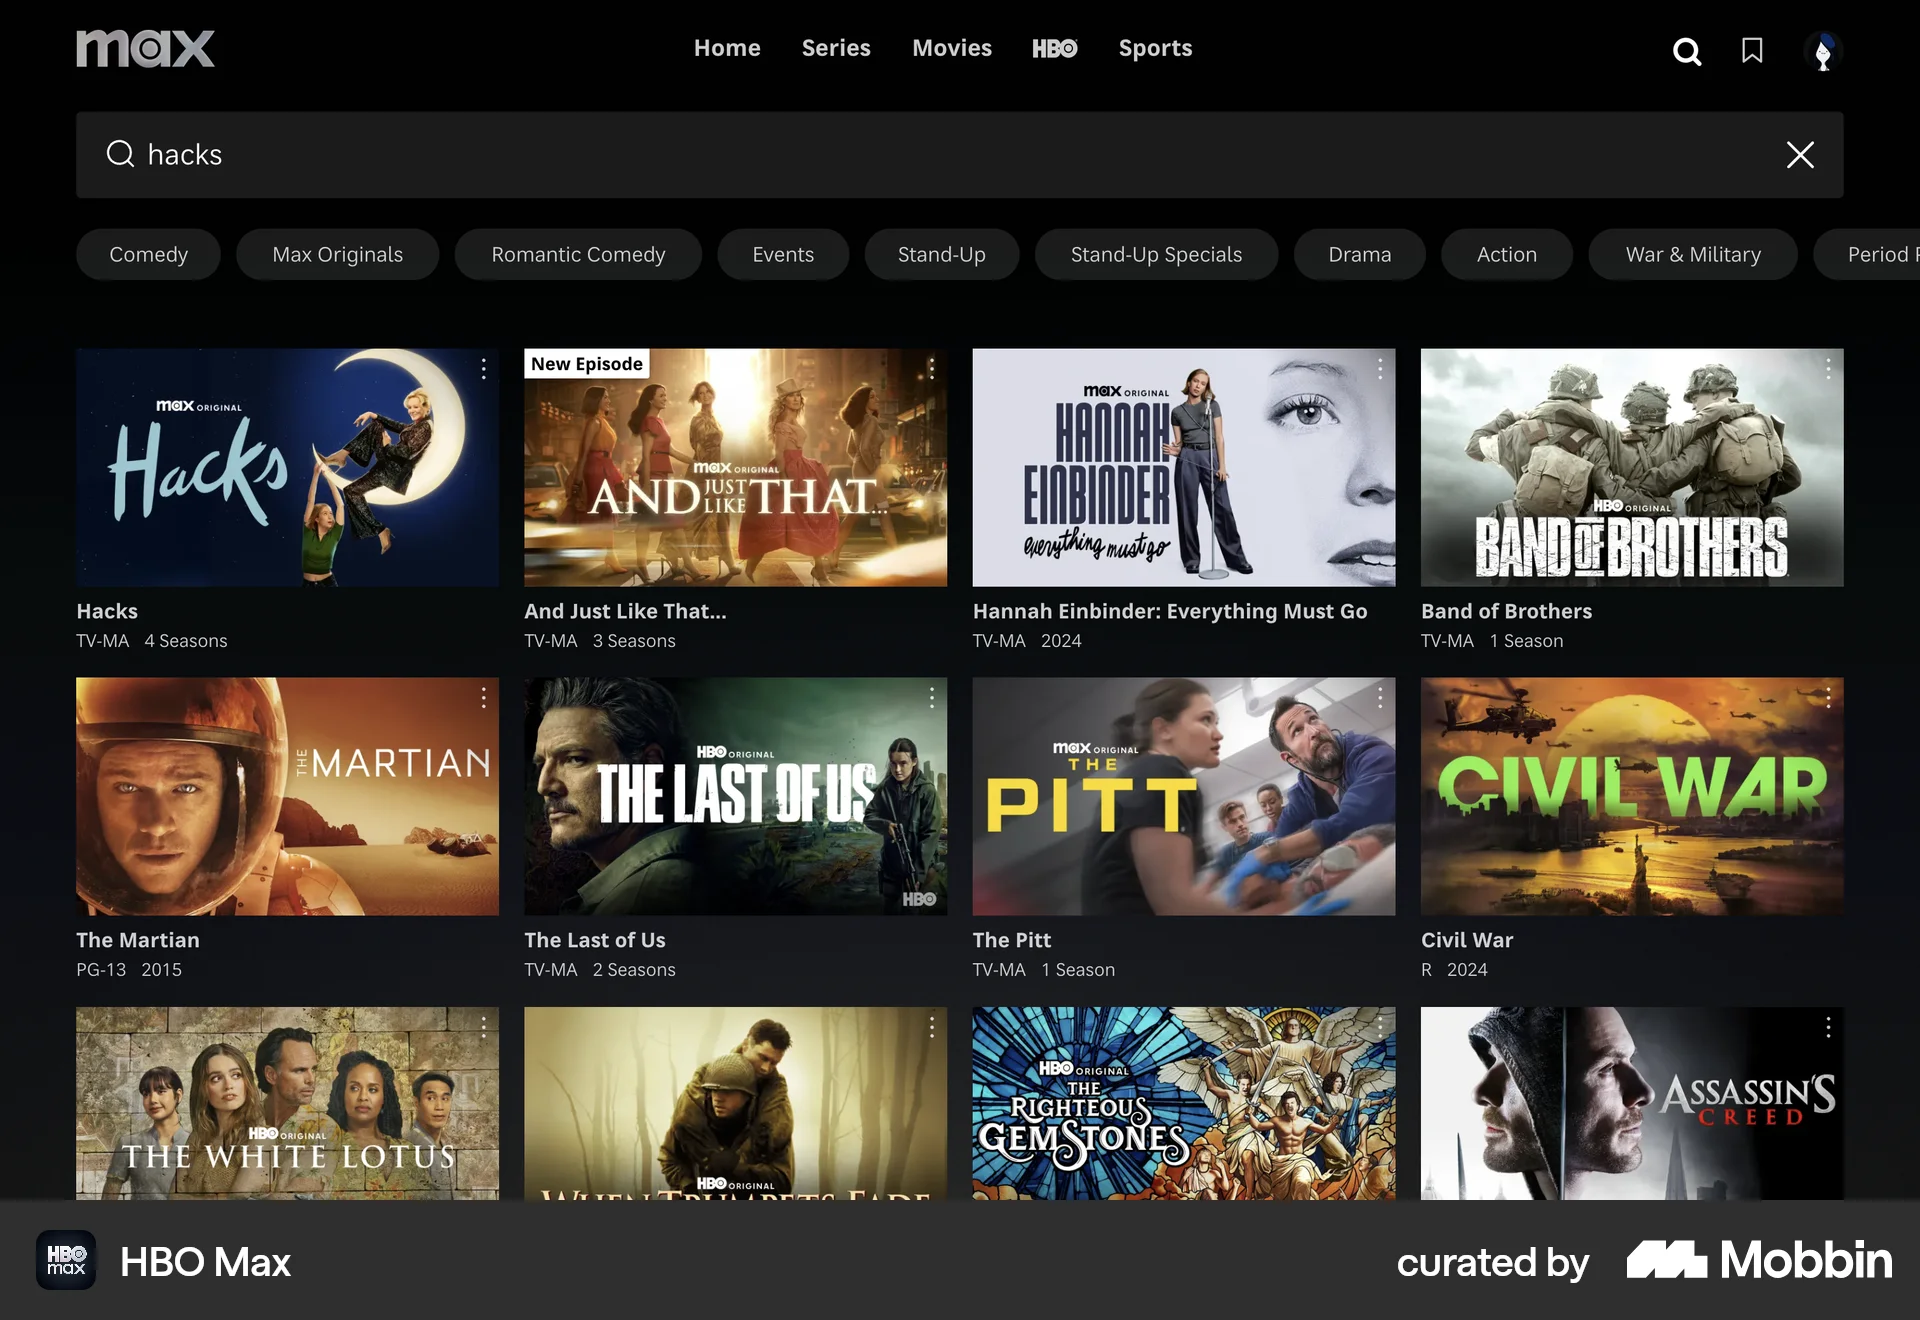 max
Home Series Movies HBO Sports
hacks
Comedy Max Originals Romantic Comedy Events Stand-Up Stand-Up Specials Drama Action War & Military Period
max ORIGINAL
Hacks
New Episode
max ORIGINAL
AND JUST LIKE THAT...
max ORIGINAL
HANNAH
EINBINDER
everything must go
HBO ORIGINAL
BAND OF BROTHERS
Hacks
TV-MA 4 Seasons
And Just Like That...
TV-MA 3 Seasons
Hannah Einbinder: Everything Must Go
TV-MA 2024
Band of Brothers
TV-MA 1 Season
THE MARTIAN
HBO ORIGINAL
THE LAST OF US
HBO
max ORIGINAL
THE
PITT
CIVIL WAR
The Martian
PG-13 2015
The Last of Us
TV-MA 2 Seasons
The Pitt
TV-MA 1 Season
Civil War
R 2024
HBO ORIGINAL
THE WHITE LOTUS
HBO ORIGINAL
WHEN TRUMPETS FADE
HBO ORIGINAL
THE
RIGHTEOUS
GEMSTONES
ASSASSIN'S
CREED
HBO
max
HBO Max
curated by Mobbin